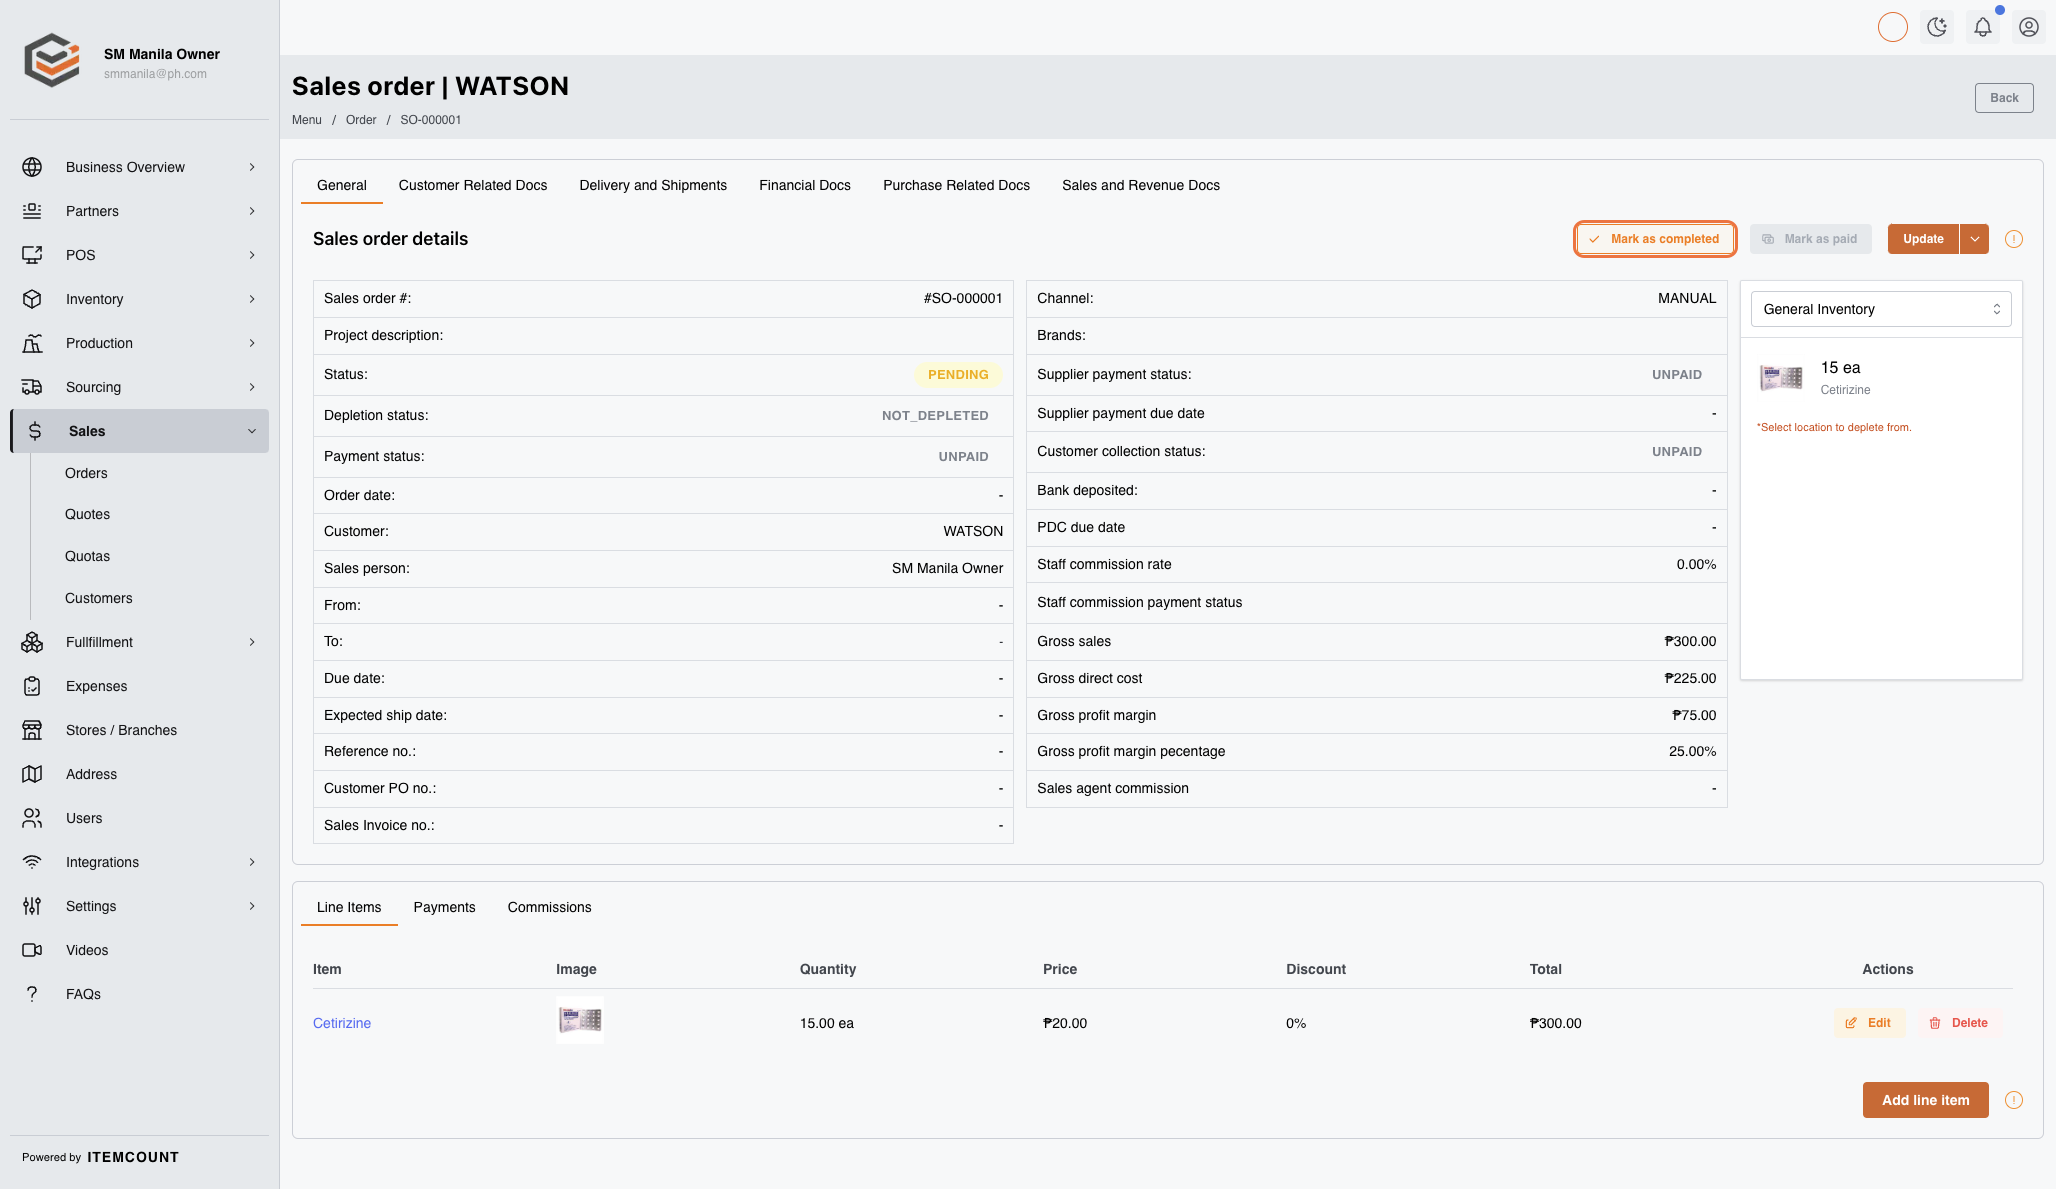 SM Manila Owner
smmanila@ph.com
Business Overview
Partners
POS
Inventory
Production
Sourcing
Sales
Orders
Quotes
Quotas
Customers
Fullfillment
Expenses
Stores / Branches
Address
Users
Integrations
Settings
Videos
FAQs
Powered by ITEMCOUNT
Sales order | WATSON
Menu / Order / SO-000001
Back
General Customer Related Docs Delivery and Shipments Financial Docs Purchase Related Docs Sales and Revenue Docs
Sales order details
Mark as completed Mark as paid Update
Sales order #: #SO-000001
Project description:
Status: PENDING
Depletion status: NOT_DEPLETED
Payment status: UNPAID
Order date: -
Customer: WATSON
Sales person: SM Manila Owner
From: -
To: -
Due date: -
Expected ship date: -
Reference no.: -
Customer PO no.: -
Sales Invoice no.: -
Channel: MANUAL
Brands:
Supplier payment status: UNPAID
Supplier payment due date -
Customer collection status: UNPAID
Bank deposited: -
PDC due date -
Staff commission rate 0.00%
Staff commission payment status
Gross sales ₱300.00
Gross direct cost ₱225.00
Gross profit margin ₱75.00
Gross profit margin pecentage 25.00%
Sales agent commission -
General Inventory
15 ea
Cetirizine
*Select location to deplete from.
Line Items Payments Commissions
Item Image Quantity Price Discount Total Actions
Cetirizine 15.00 ea ₱20.00 0% ₱300.00 Edit Delete
Add line item